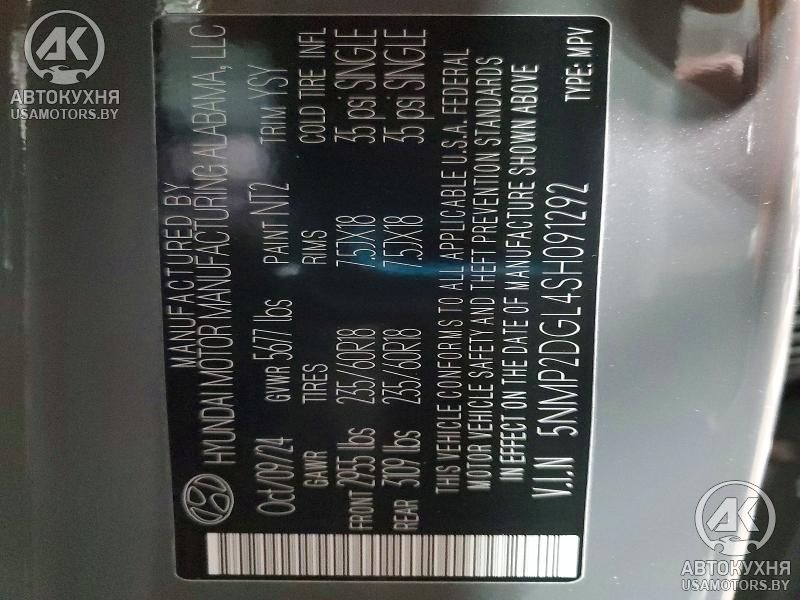 MANUFACTURED BY
HYUNDAI MOTOR MANUFACTURING ALABAMA, LLC
Oct/09/24 GVWR 5677 lbs PAINT NT2 TRIM YSY
GAWR TIRES RIMS COLD TIRE INFL
FRONT 2955 lbs 235/60R18 7.5JX18 35 psi SINGLE
REAR 3109 lbs 235/60R18 7.5JX18 35 psi SINGLE
THIS VEHICLE CONFORMS TO ALL APPLICABLE U.S.A. FEDERAL
MOTOR VEHICLE SAFETY AND THEFT PREVENTION STANDARDS
IN EFFECT ON THE DATE OF MANUFACTURE SHOWN ABOVE
V.I.N 5NMP2DGL4SH091292 TYPE: MPV
АК
АВТОКУХНЯ
USAMOTORS.BY
АК
АВТОКУХНЯ
USAMOTORS.BY